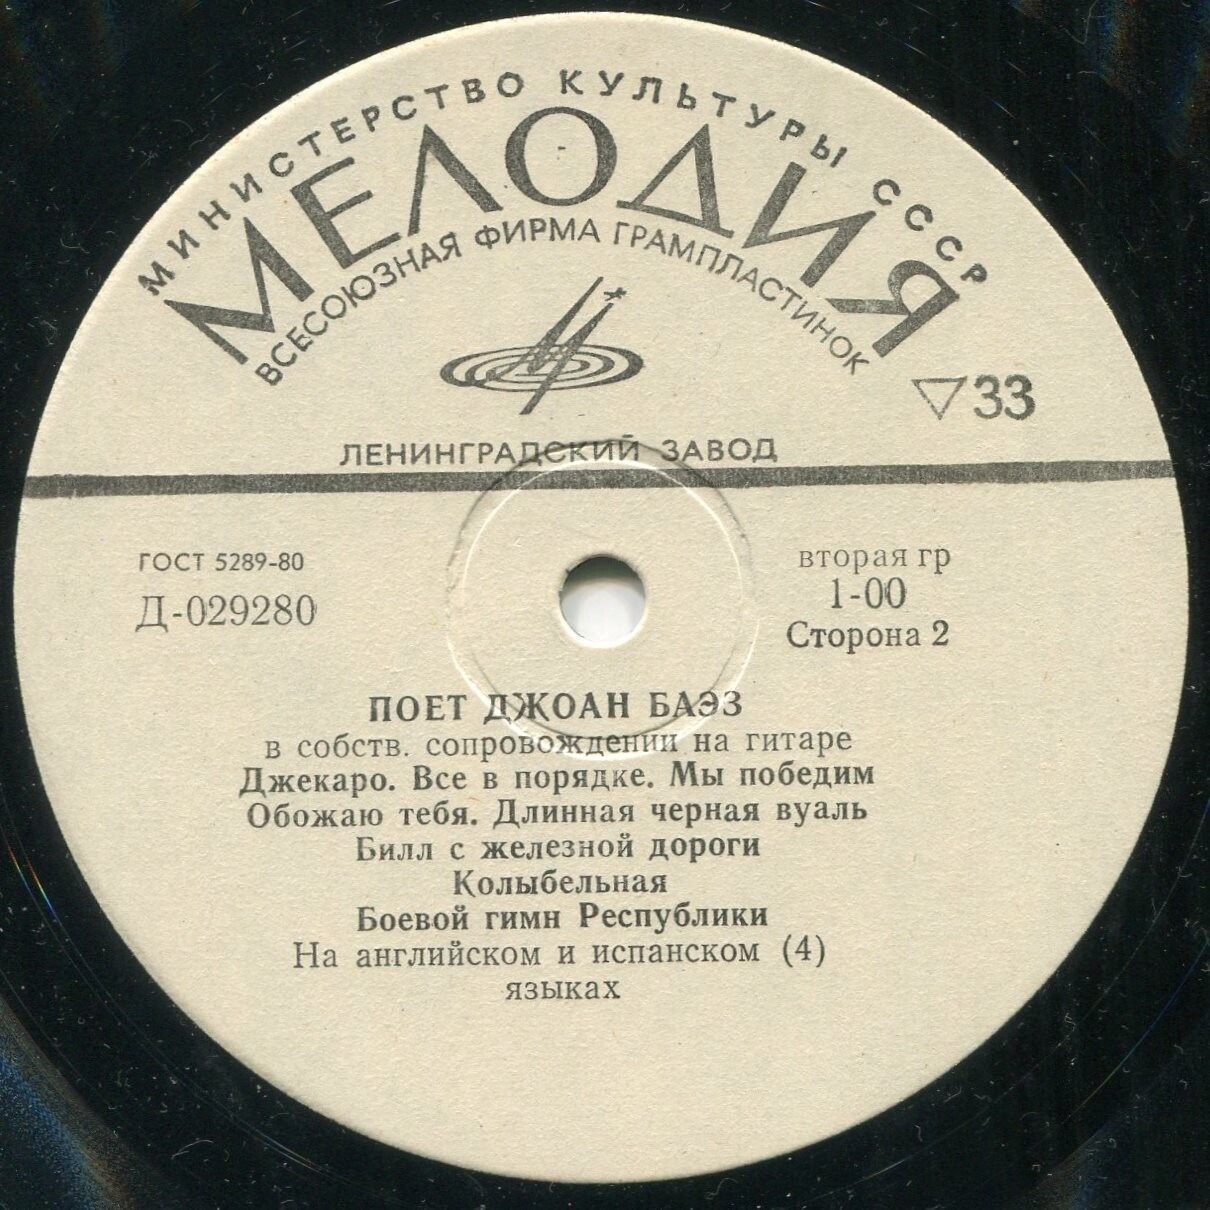 МИНИСТЕРСТВО КУЛЬТУРЫ СССР
МЕЛОДИЯ
ВСЕСОЮЗНАЯ ФИРМА ГРАМПЛАСТИНОК
33
ЛЕНИНГРАДСКИЙ ЗАВОД
ГОСТ 5289-80
Д-029280
вторая гр
1-00
Сторона 2
ПОЕТ ДЖОАН БАЭЗ
в собств. сопровождении на гитаре
Джекаро. Все в порядке. Мы победим
Обожаю тебя. Длинная черная вуаль
Билл с железной дороги
Колыбельная
Боевой гимн Республики
На английском и испанском (4)
языках